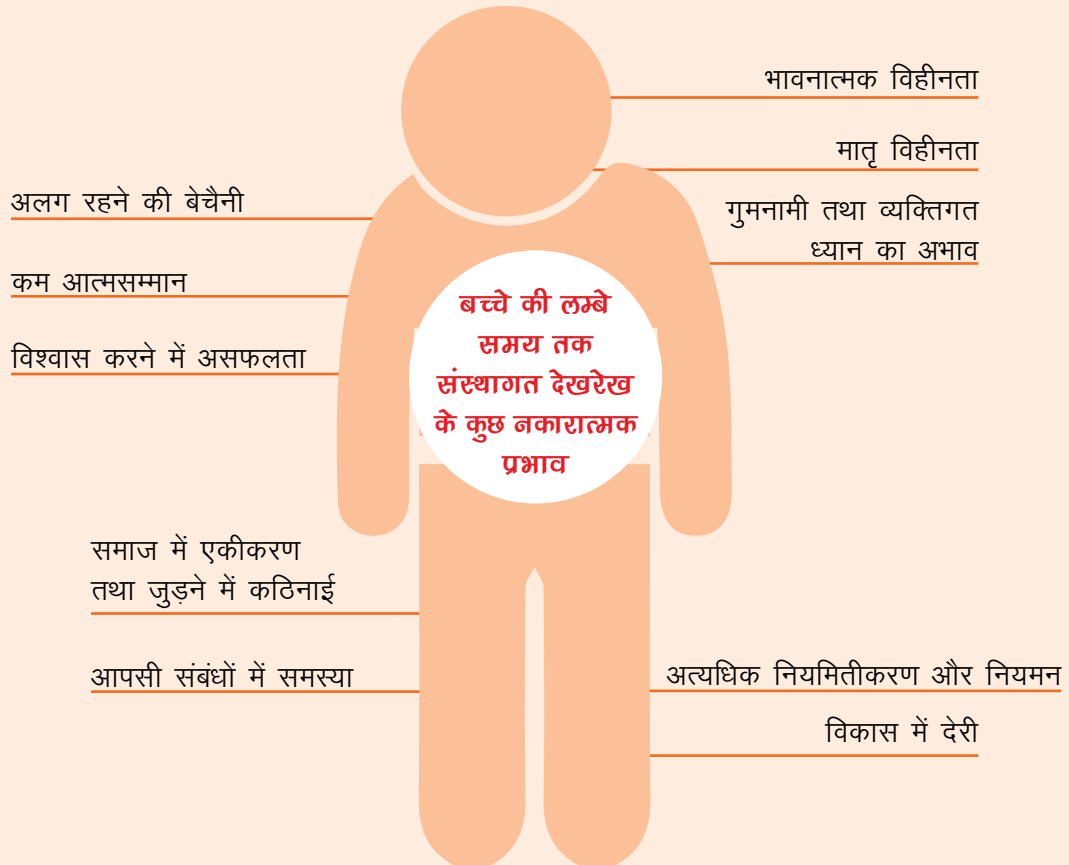 भावनात्मक विहीनता
मातृ विहीनता
अलग रहने की बेचैनी
गुमनामी तथा व्यक्तिगत
ध्यान का अभाव
कम आत्मसम्मान
विश्वास करने में असफलता
बच्चे की लम्बे
समय तक
संस्थागत देखरेख
के कुछ नकारात्मक
प्रभाव
समाज में एकीकरण
तथा जुड़ने में कठिनाई
आपसी संबंधों में समस्या
अत्यधिक नियमितीकरण और नियमन
विकास में देरी